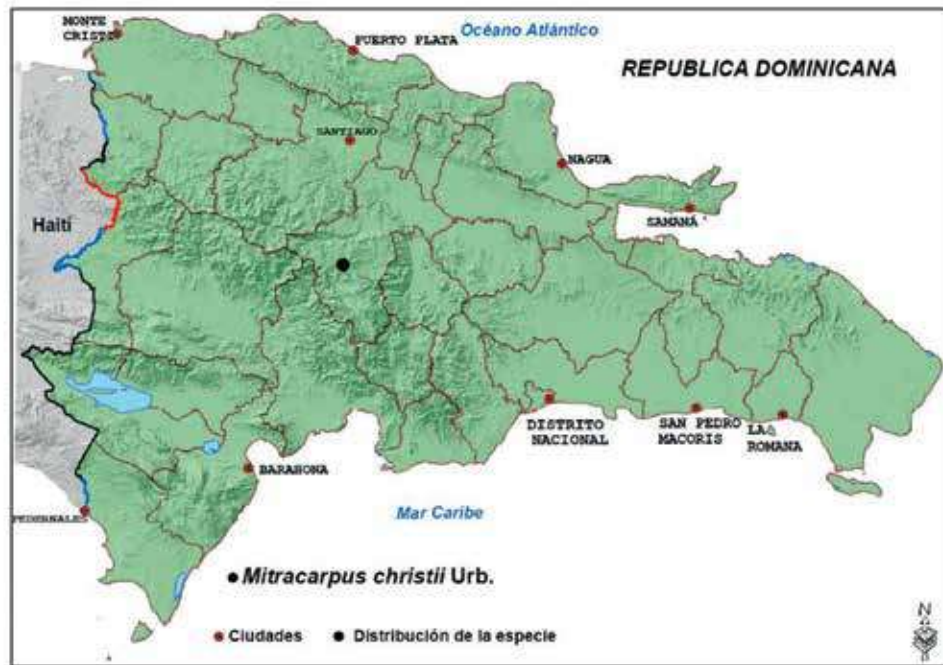 MONTE
CRISTI
Océano Atlántico
PUERTO PLATA
REPUBLICA DOMINICANA
SANTIAGO
NAGUA
SAMANÁ
Haití
DISTRITO
NACIONAL
SAN PEDRO
MACORIS
LA
ROMANA
BARAHONA
PEDERNALES
Mar Caribe
Mitracarpus christii Urb.
Ciudades
Distribución de la especie
N